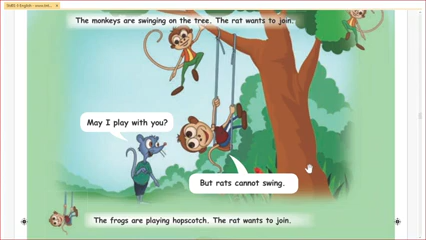 The monkeys are swinging on the tree. The rat wants to join.
May I play with you?
But rats cannot swing.
The frogs are playing hopscotch. The rat wants to join.